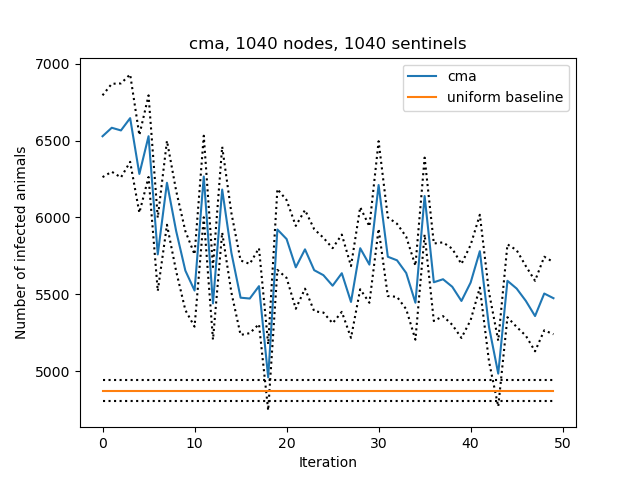 cma, 1040 nodes, 1040 sentinels
cma
uniform baseline
Number of infected animals
7000
6500
6000
5500
5000
0 10 20 30 40 50
Iteration